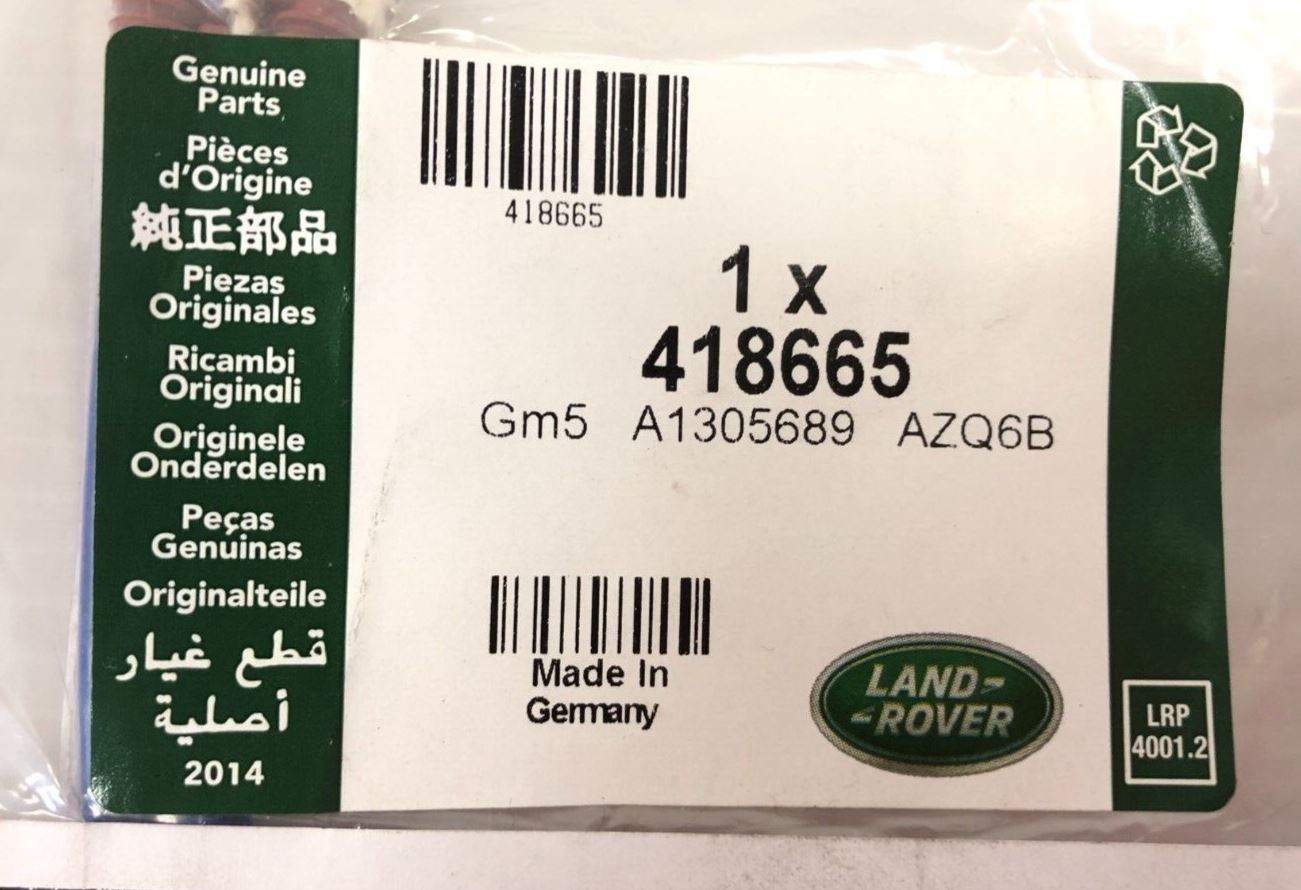 Genuine
Parts
Pièces
d'Origine
純正部品
Piezas
Originales
Ricambi
Originali
Originele
Onderdelen
Peças
Genuinas
Originalteile
قطع غيار
أصلية
2014
418665
1 x
418665
Gm5 A1305689 AZQ6B
Made In
Germany
LAND-
-ROVER
LRP
4001.2